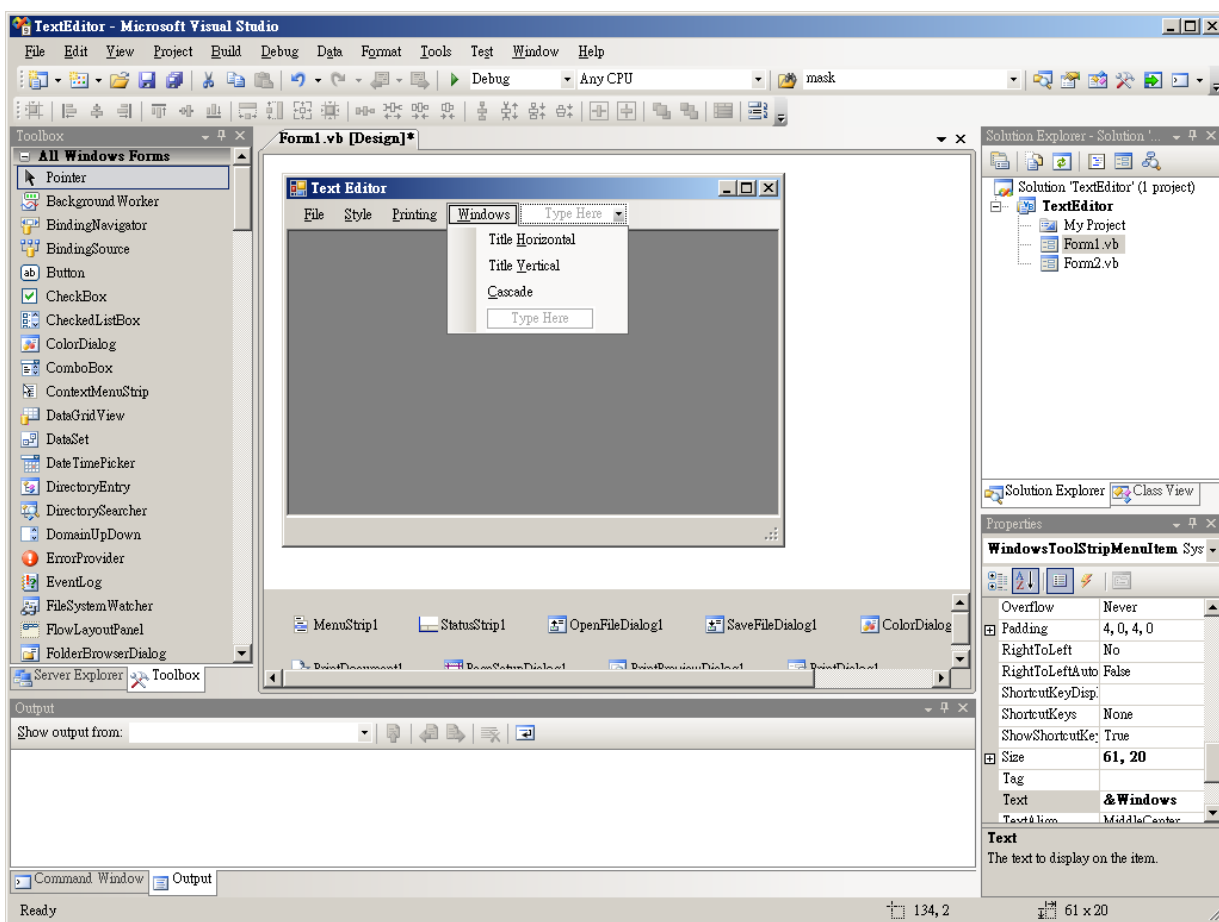 TextEditor - Microsoft Visual Studio
File Edit View Project Build Debug Data Format Tools Test Window Help
Debug Any CPU mask
Toolbox
All Windows Forms
Pointer
BackgroundWorker
BindingNavigator
BindingSource
Button
CheckBox
CheckedListBox
ColorDialog
ComboBox
ContextMenuStrip
DataGridView
DataSet
DateTimePicker
DirectoryEntry
DirectorySearcher
DomainUpDown
ErrorProvider
EventLog
FileSystemWatcher
FlowLayoutPanel
FolderBrowserDialog
Server Explorer Toolbox
Form1.vb [Design]*
Text Editor
File Style Printing Windows Type Here
Title Horizontal
Title Vertical
Cascade
Type Here
MenuStrip1 StatusStrip1 OpenFileDialog1 SaveFileDialog1 ColorDialog
PrintDocument1 PageSetupDialog1 PrintPreviewDialog1 PrintDialog1
Solution Explorer - Solution '...
Solution 'TextEditor' (1 project)
TextEditor
My Project
Form1.vb
Form2.vb
Solution Explorer Class View
Properties
WindowsToolStripMenuItem Sys
Overflow Never
Padding 4, 0, 4, 0
RightToLeft No
RightToLeftAuto False
ShortcutKeyDisp
ShortcutKeys None
ShowShortcutKe True
Size 61, 20
Tag
Text &Windows
TextAlign MiddleCenter
Text
The text to display on the item.
Output
Show output from:
Command Window Output
Ready 134, 2 61 x 20